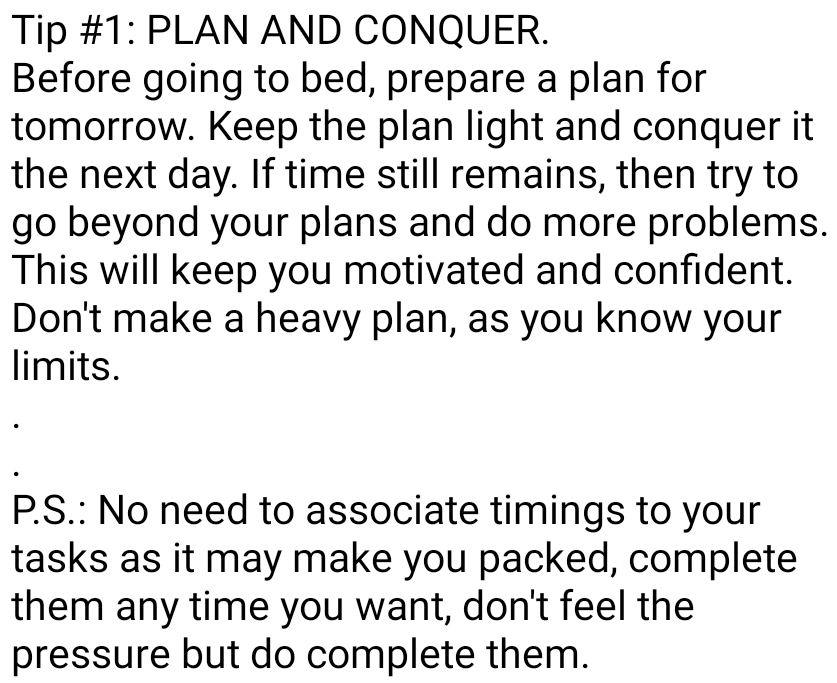 Tip #1: PLAN AND CONQUER.
Before going to bed, prepare a plan for
tomorrow. Keep the plan light and conquer it
the next day. If time still remains, then try to
go beyond your plans and do more problems.
This will keep you motivated and confident.
Don't make a heavy plan, as you know your
limits.
.
.
P.S.: No need to associate timings to your
tasks as it may make you packed, complete
them any time you want, don't feel the
pressure but do complete them.